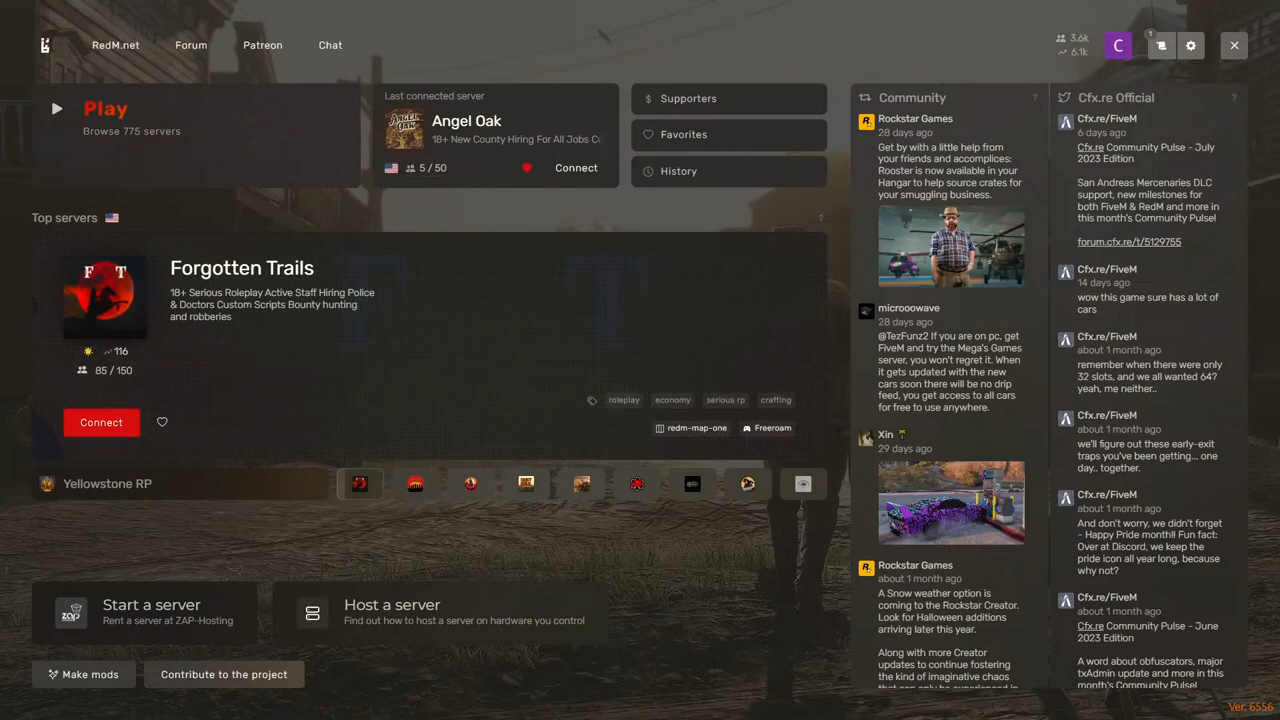 RedM.net
Forum
Patreon
Chat
3.6k
6.1k
C
1
Play
Browse 775 servers
Last connected server
ANGEL OAK
Angel Oak
18+ New County Hiring For All Jobs
5 / 50
Connect
$ Supporters
Favorites
History
Top servers
?
F T
Forgotten Trails
18+ Serious Roleplay Active Staff Hiring Police
& Doctors Custom Scripts Bounty hunting
and robberies
116
85 / 150
Connect
roleplay
economy
serious rp
crafting
redm-map-one
Freeroam
Yellowstone RP
zap
Start a server
Rent a server at ZAP-Hosting
Host a server
Find out how to host a server on hardware you control
Make mods
Contribute to the project
Community
?
Rockstar Games
28 days ago
Get by with a little help from
your friends and accomplices:
Rooster is now available in your
Hangar to help source crates for
your smuggling business.
microoowave
28 days ago
@TezFunz2 If you are on pc, get
FiveM and try the Mega's Games
server, you won't regret it. When
it gets updated with the new
cars soon there will be no drip
feed, you get access to all cars
for free to use anywhere.
Xin
29 days ago
Rockstar Games
about 1 month ago
A Snow weather option is
coming to the Rockstar Creator.
Look for Halloween additions
arriving later this year.
Along with more Creator
updates to continue fostering
the kind of imaginative chaos
that can only be experienced in
Cfx.re Official
?
Cfx.re/FiveM
6 days ago
Cfx.re Community Pulse - July
2023 Edition
San Andreas Mercenaries DLC
support, new milestones for
both FiveM & RedM and more in
this month's Community Pulse!
forum.cfx.re/t/5129755
Cfx.re/FiveM
14 days ago
wow this game sure has a lot of
cars
Cfx.re/FiveM
about 1 month ago
remember when there were only
32 slots, and we all wanted 64?
yeah, me neither..
Cfx.re/FiveM
about 1 month ago
we'll figure out these early-exit
traps you've been getting... one
day.. together.
Cfx.re/FiveM
about 1 month ago
And don't worry, we didn't forget
- Happy Pride month!! Fun fact:
Over at Discord, we keep the
pride icon all year long, because
why not?
Cfx.re/FiveM
about 1 month ago
Cfx.re Community Pulse - June
2023 Edition
A word about obfuscators, major
txAdmin update and more in this
month's Community Pulse!
Ver. 6556